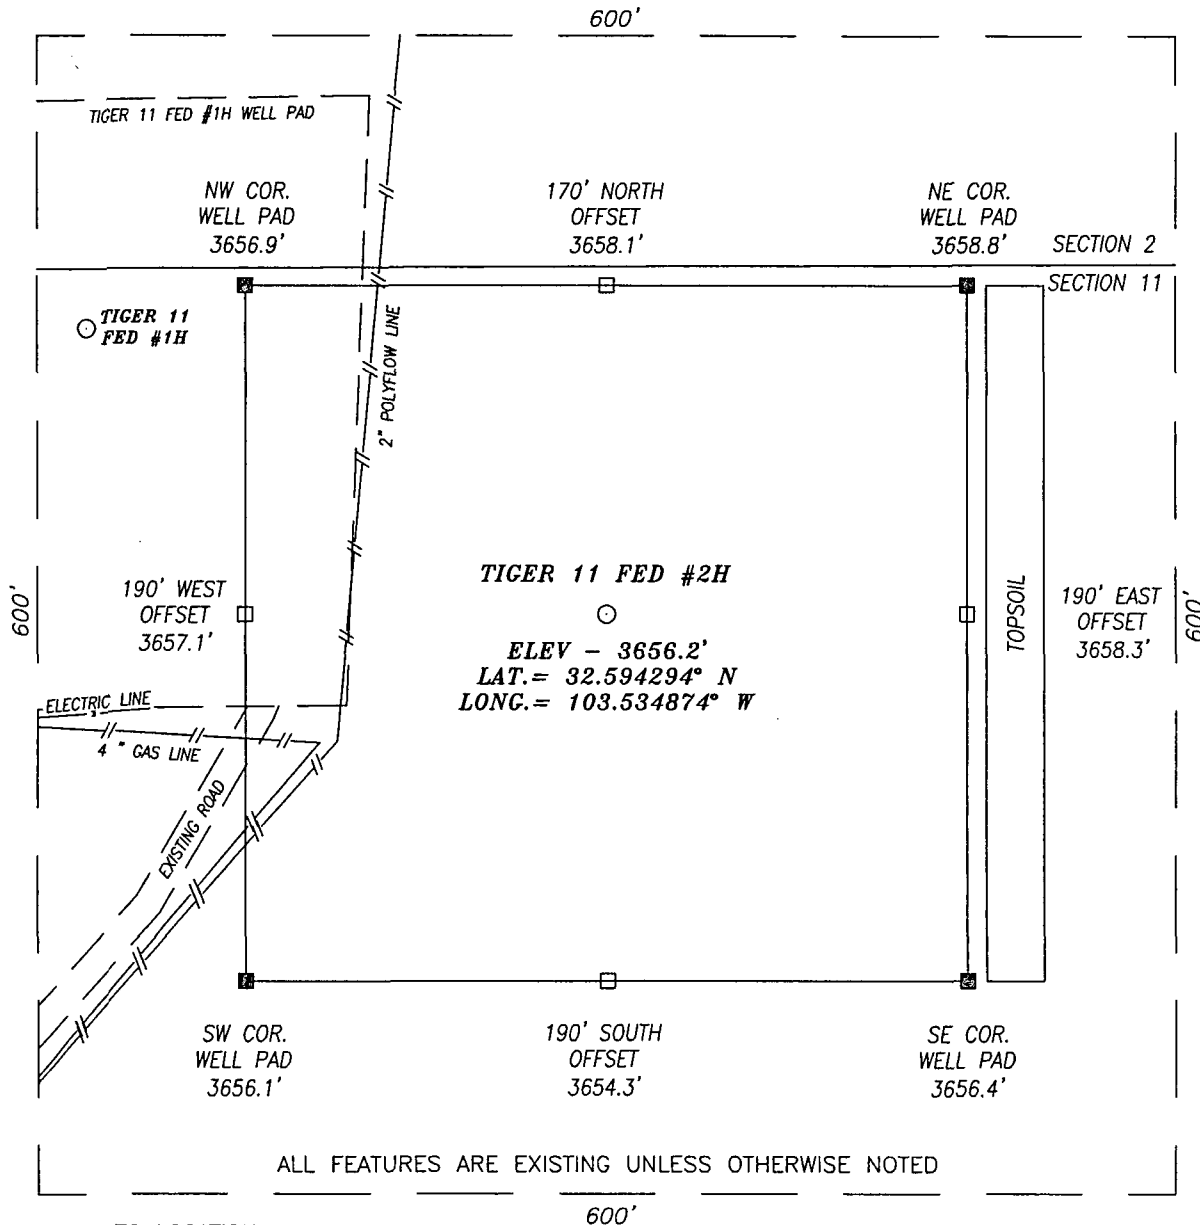 600'
TIGER 11 FED #1H WELL PAD
NW COR.
WELL PAD
3656.9'
170' NORTH
OFFSET
3658.1'
NE COR.
WELL PAD
3658.8'
SECTION 2
SECTION 11
TIGER 11
FED #1H
2" POLYFLOW LINE
600'
190' WEST
OFFSET
3657.1'
TIGER 11 FED #2H
ELEV - 3656.2'
LAT.= 32.594294° N
LONG.= 103.534874° W
TOPSOIL
190' EAST
OFFSET
3658.3'
600'
ELECTRIC LINE
4 " GAS LINE
EXISTING ROAD
SW COR.
WELL PAD
3656.1'
190' SOUTH
OFFSET
3654.3'
SE COR.
WELL PAD
3656.4'
ALL FEATURES ARE EXISTING UNLESS OTHERWISE NOTED
600'